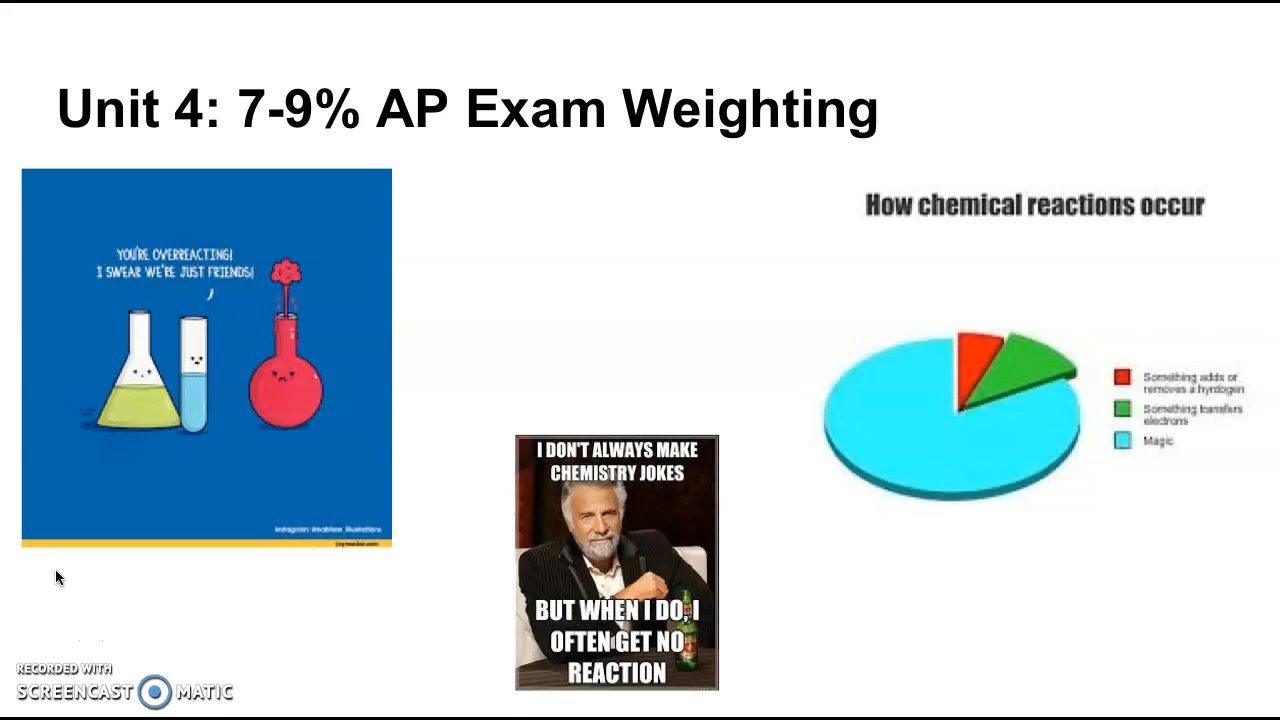 Unit 4: 7-9% AP Exam Weighting
YOU'RE OVERREACTING!
I SWEAR WE'RE JUST FRIENDS!
How chemical reactions occur
Something adds or
removes a hyrdogen
Something transfers
electrons
Magic
I DON'T ALWAYS MAKE
CHEMISTRY JOKES
BUT WHEN I DO, I
OFTEN GET NO
REACTION
Instagram:
RECORDED WITH
SCREENCAST MATIC